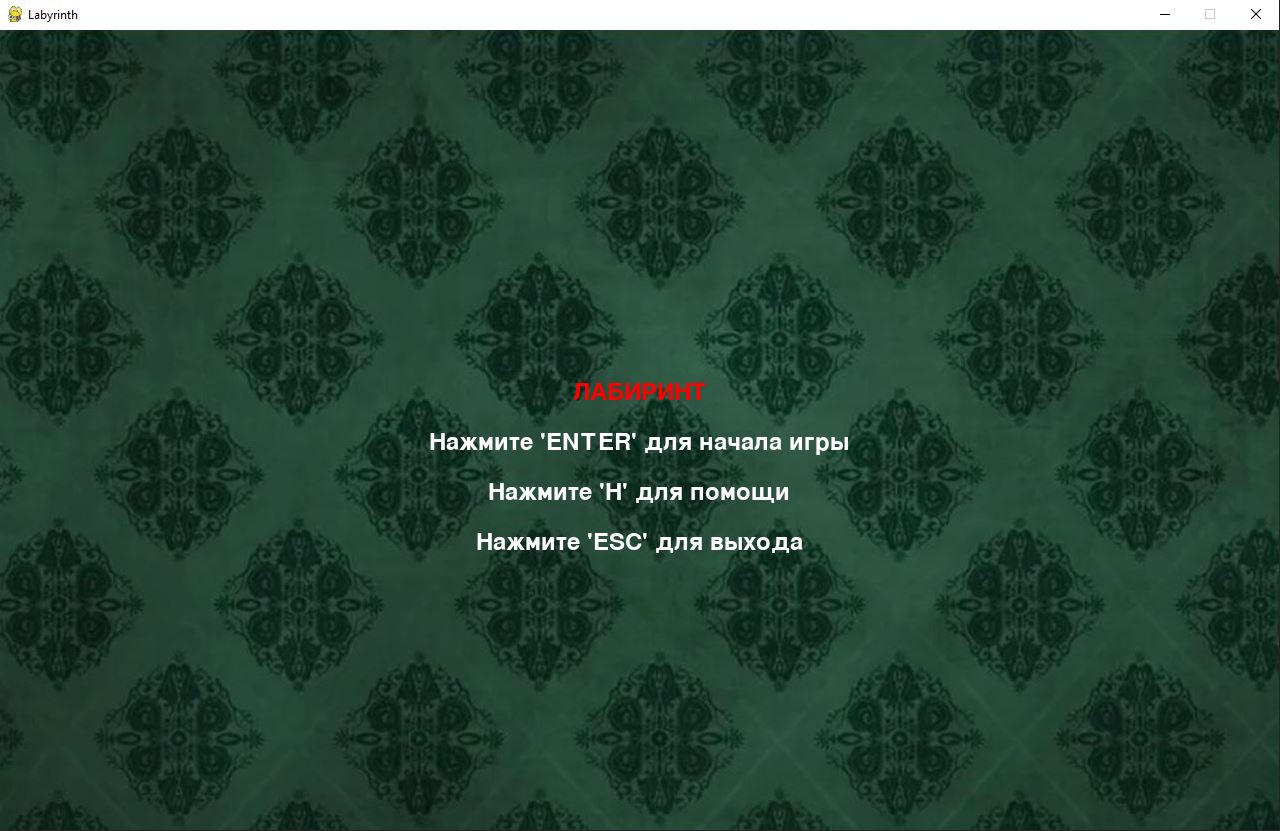 Labyrinth
ЛАБИРИНТ
Нажмите 'ENTER' для начала игры
Нажмите 'H' для помощи
Нажмите 'ESC' для выхода